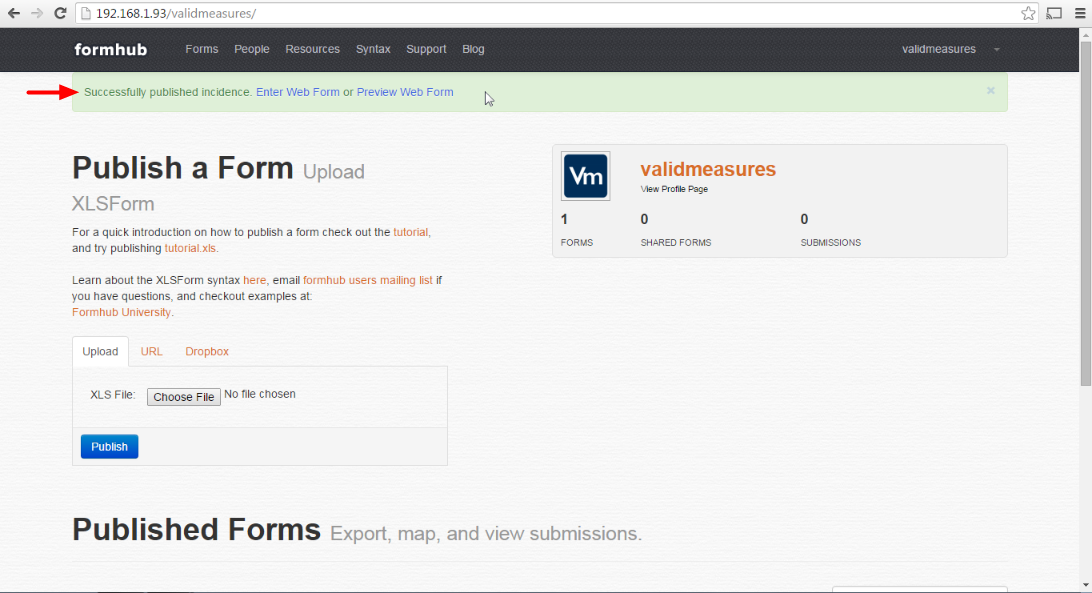 192.168.1.93/validmeasures/
formhub Forms People Resources Syntax Support Blog validmeasures
Successfully published incidence. Enter Web Form or Preview Web Form
Publish a Form Upload
XLSForm
For a quick introduction on how to publish a form check out the tutorial,
and try publishing tutorial.xls.
Learn about the XLSForm syntax here, email formhub users mailing list if
you have questions, and checkout examples at:
Formhub University.
Upload URL Dropbox
XLS File: Choose File No file chosen
Publish
Vm
validmeasures
View Profile Page
1 0 0
FORMS SHARED FORMS SUBMISSIONS
Published Forms Export, map, and view submissions.